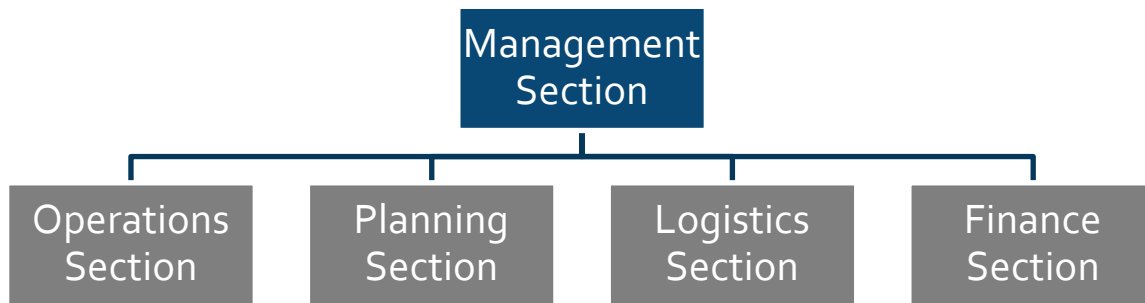 Management
Section
Operations
Section
Planning
Section
Logistics
Section
Finance
Section